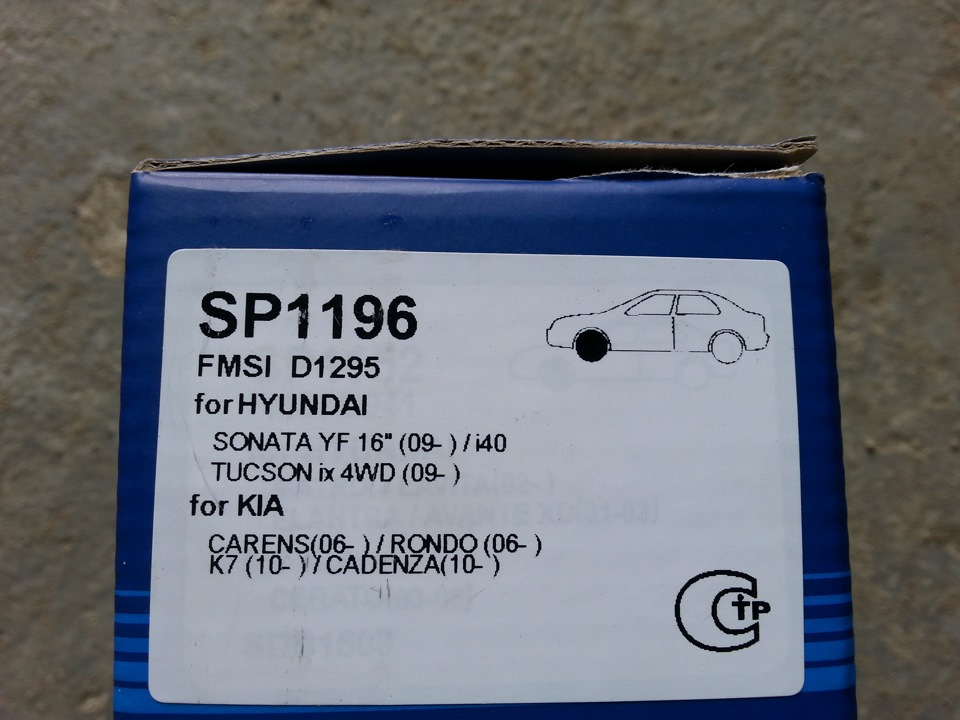 SP1196
FMSI D1295
for HYUNDAI
SONATA YF 16" (09- ) / i40
TUCSON ix 4WD (09- )
for KIA
CARENS(06- ) / RONDO (06- )
K7 (10- ) / CADENZA(10- )
CTP